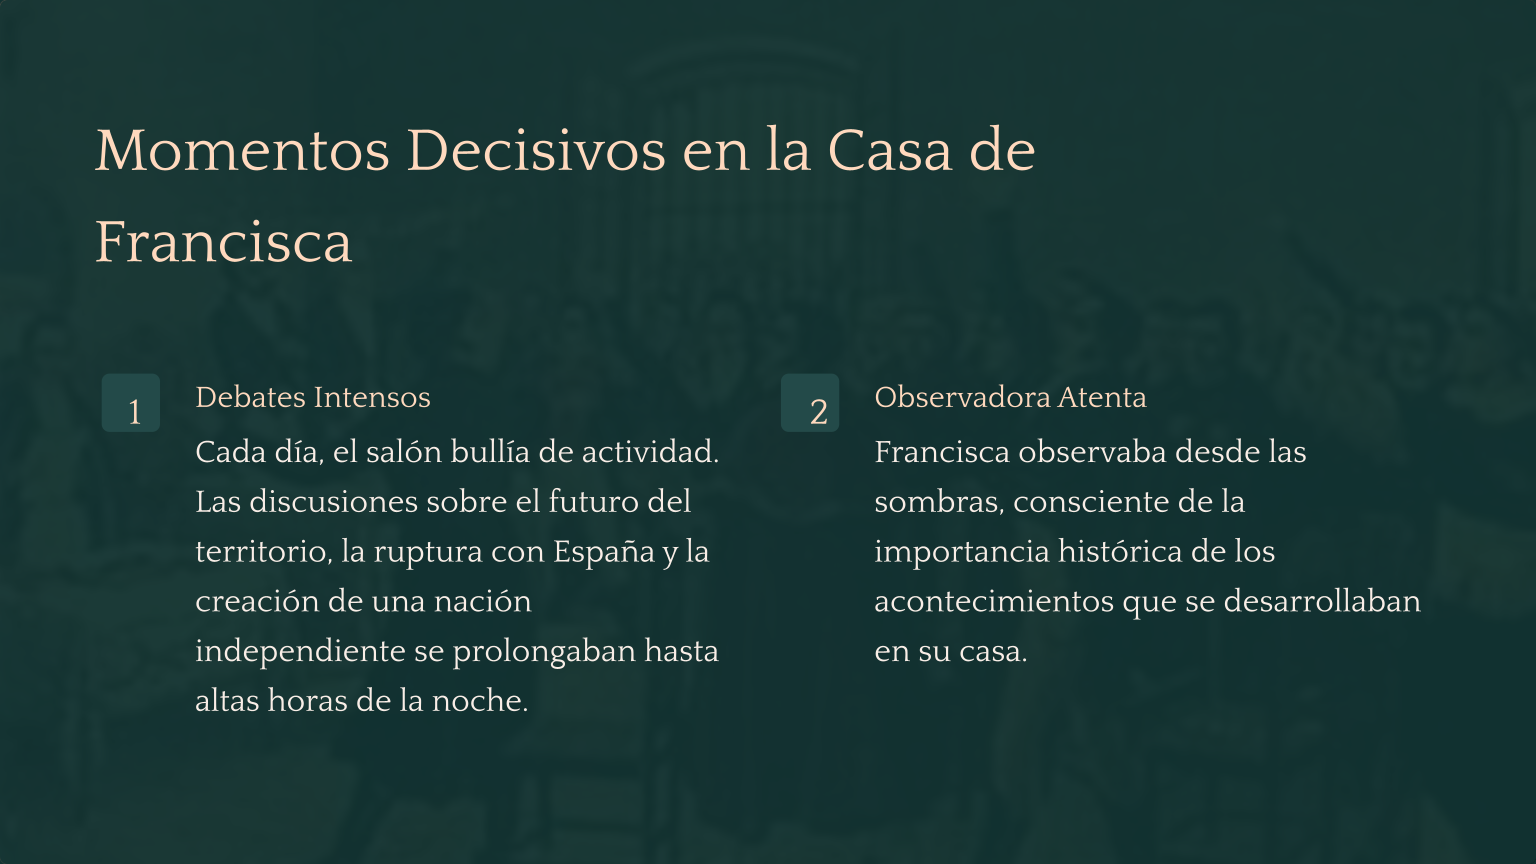 Momentos Decisivos en la Casa de
Francisca
1
Debates Intensos
Cada día, el salón bullía de actividad.
Las discusiones sobre el futuro del
territorio, la ruptura con España y la
creación de una nación
independiente se prolongaban hasta
altas horas de la noche.
2
Observadora Atenta
Francisca observaba desde las
sombras, consciente de la
importancia histórica de los
acontecimientos que se desarrollaban
en su casa.